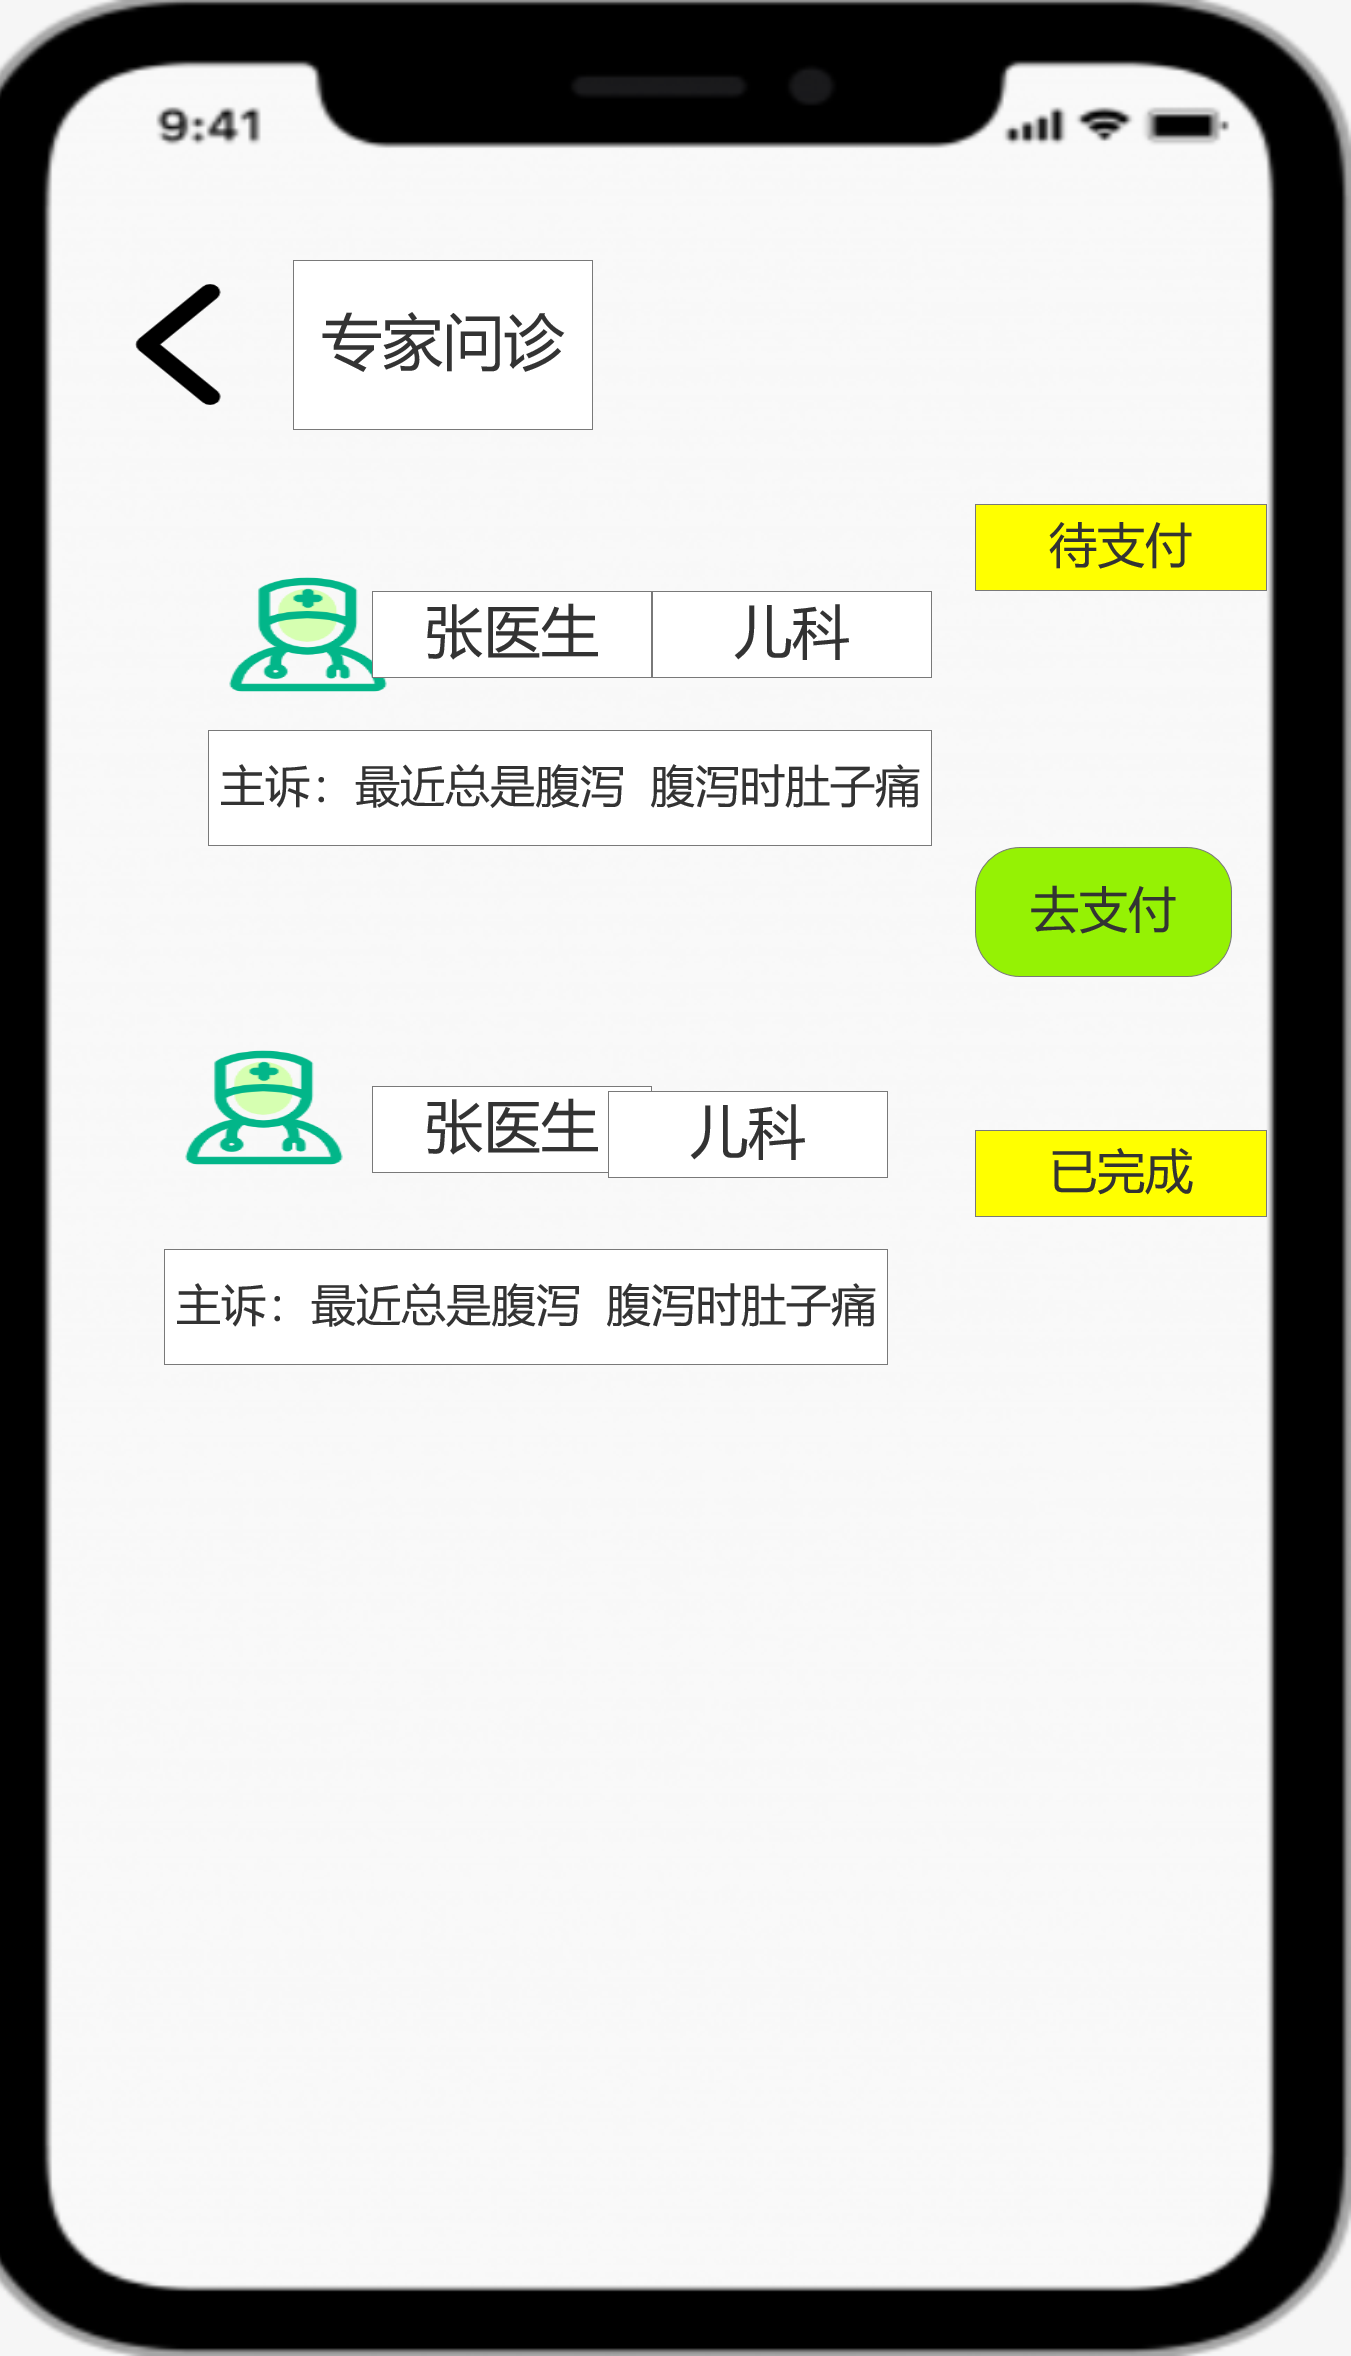 9:41
专家问诊
待支付
张医生 儿科
主诉：最近总是腹泻 腹泻时肚子痛
去支付
张医生 儿科
已完成
主诉：最近总是腹泻 腹泻时肚子痛